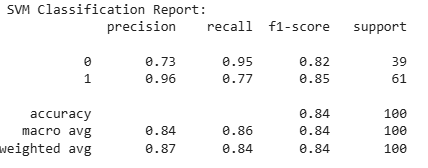 SVM Classification Report:
precision recall f1-score support
0 0.73 0.95 0.82 39
1 0.96 0.77 0.85 61
accuracy 0.84 100
macro avg 0.84 0.86 0.84 100
weighted avg 0.87 0.84 0.84 100